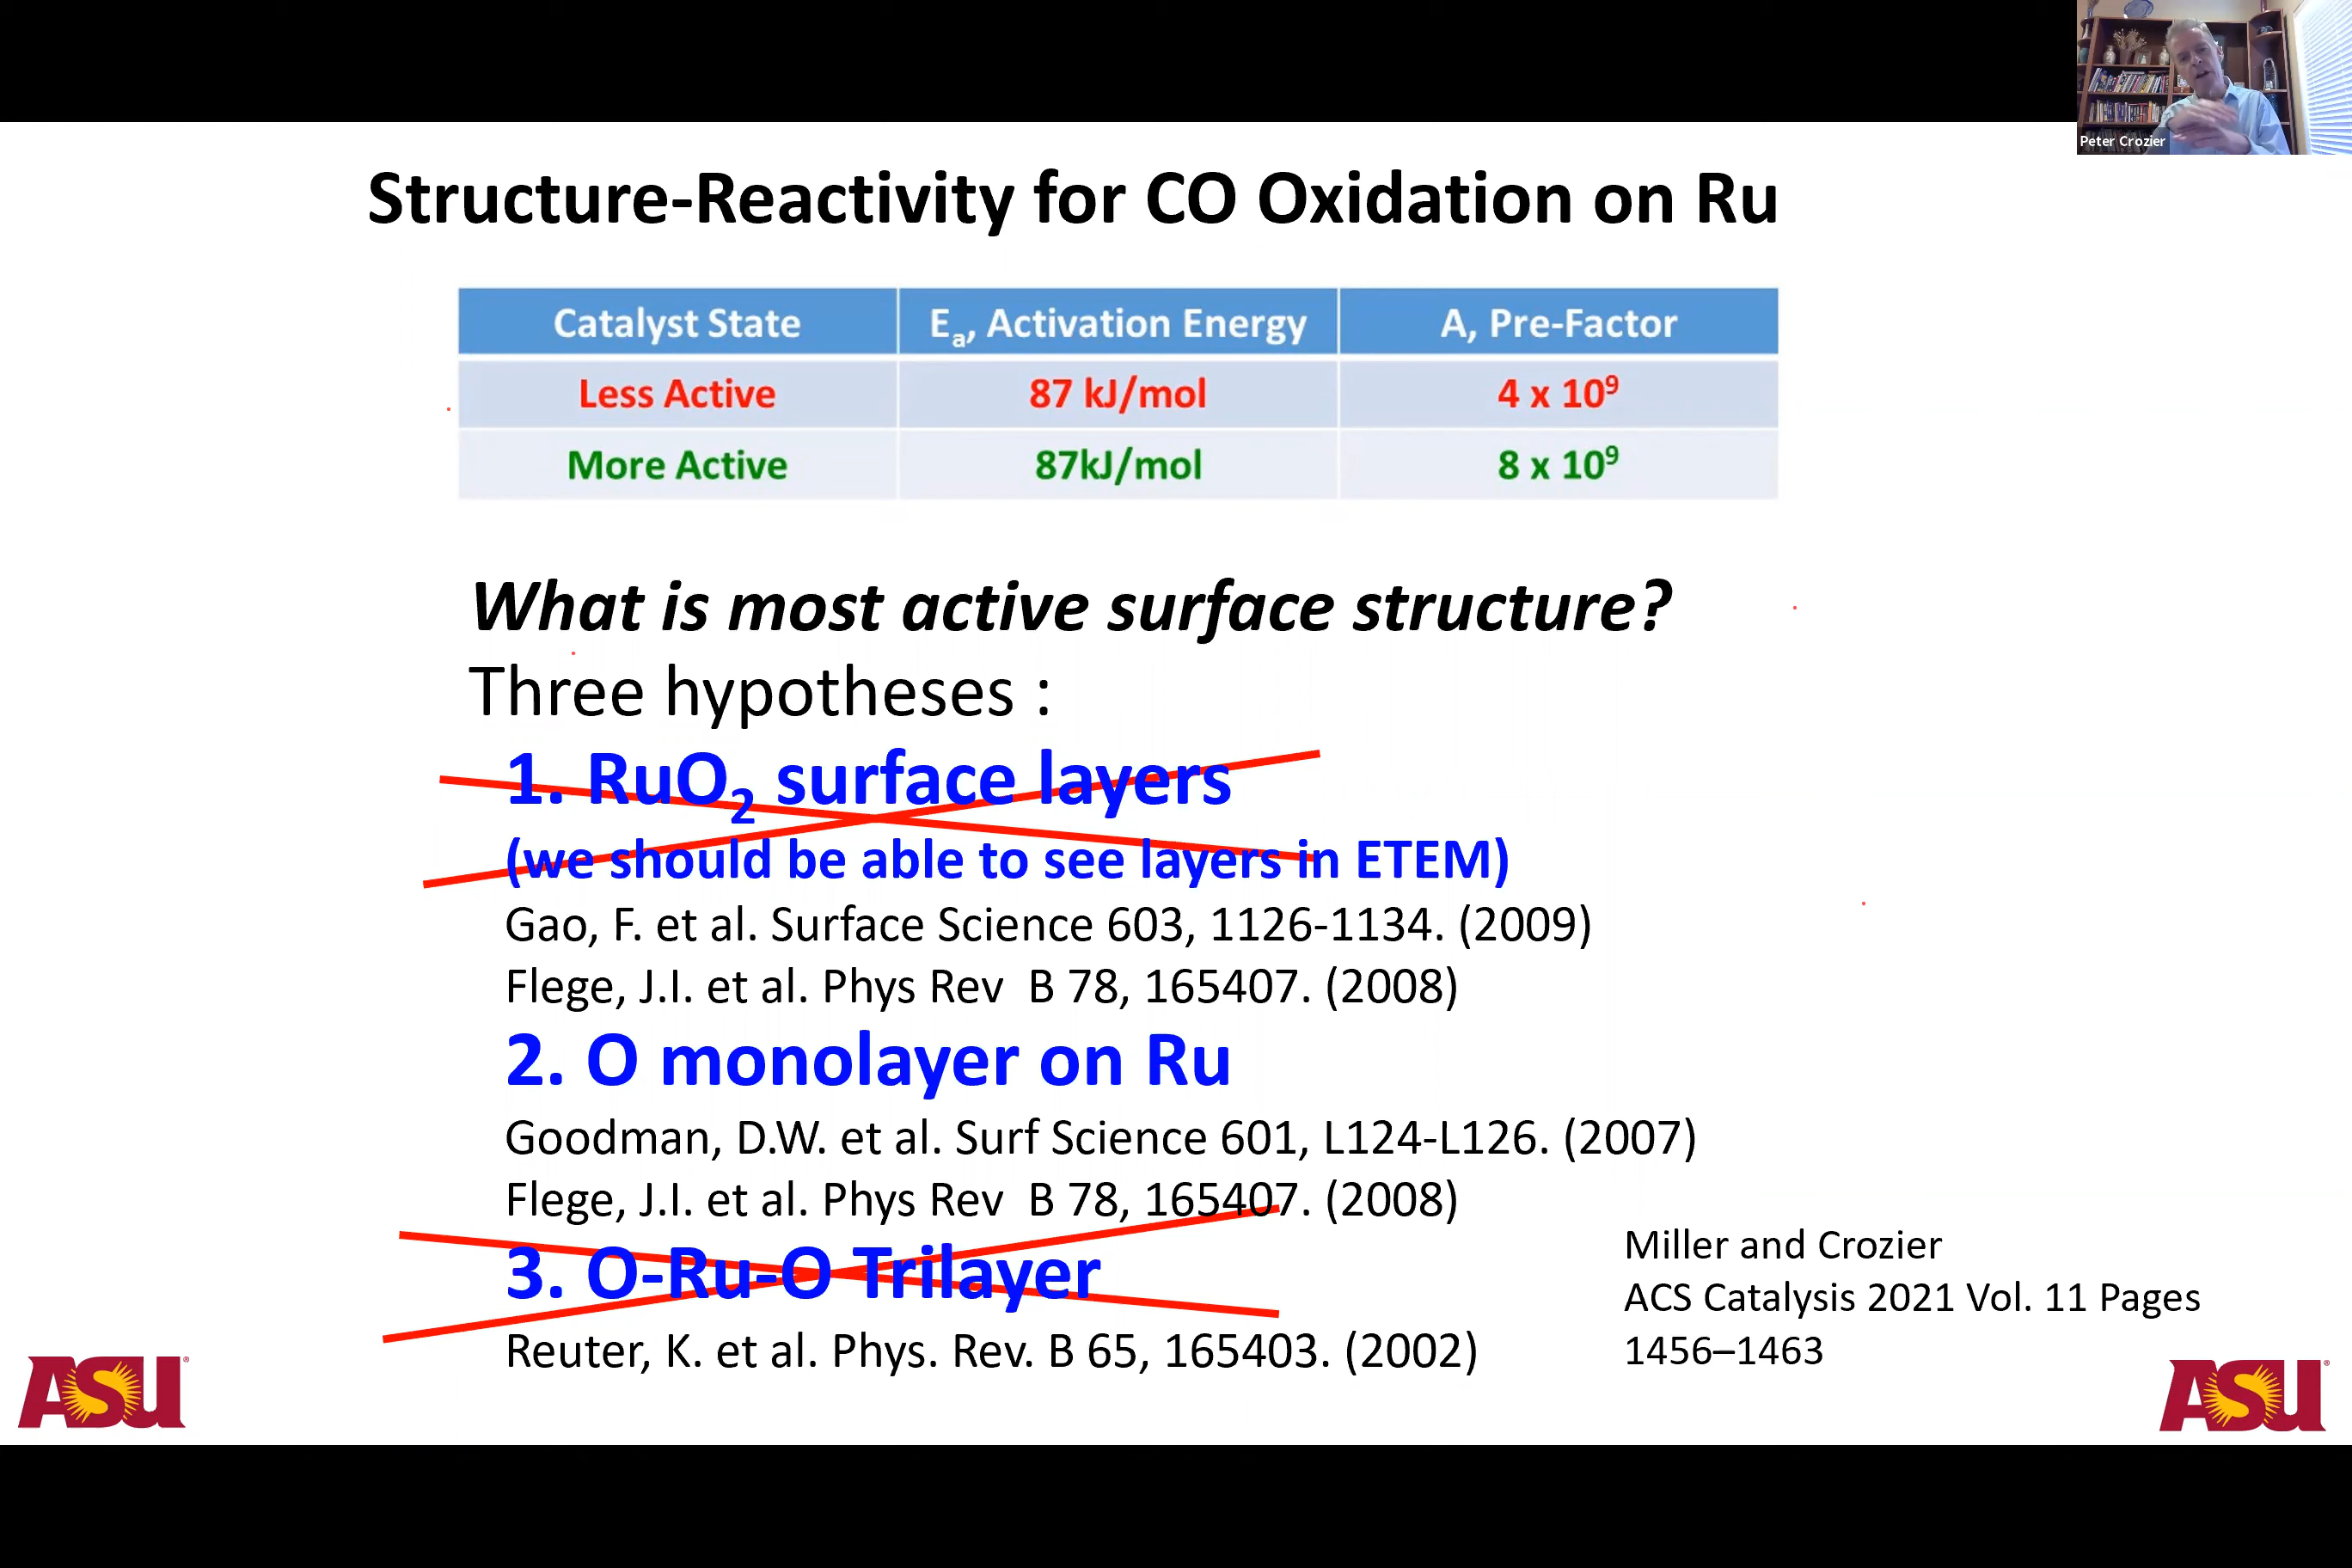 Peter Crozier
Structure-Reactivity for CO Oxidation on Ru
Catalyst State Eₐ, Activation Energy A, Pre-Factor
Less Active 87 kJ/mol 4 x 10⁹
More Active 87kJ/mol 8 x 10⁹
What is most active surface structure?
Three hypotheses :
1. RuO₂ surface layers
(we should be able to see layers in ETEM)
Gao, F. et al. Surface Science 603, 1126-1134. (2009)
Flege, J.I. et al. Phys Rev B 78, 165407. (2008)
2. O monolayer on Ru
Goodman, D.W. et al. Surf Science 601, L124-L126. (2007)
Flege, J.I. et al. Phys Rev B 78, 165407. (2008)
3. O-Ru-O Trilayer
Reuter, K. et al. Phys. Rev. B 65, 165403. (2002)
Miller and Crozier
ACS Catalysis 2021 Vol. 11 Pages
1456–1463
ASU
ASU